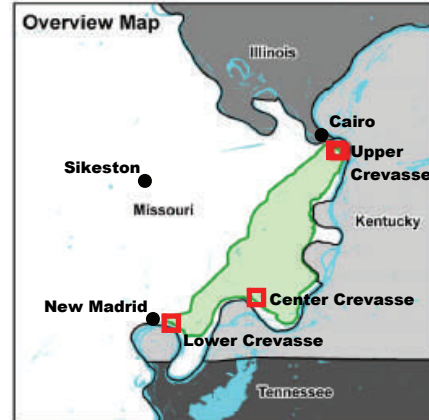 Overview Map
Illinois
Cairo
Upper
Crevasse
Sikeston
Missouri
Kentucky
New Madrid
Center Crevasse
Lower Crevasse
Tennessee